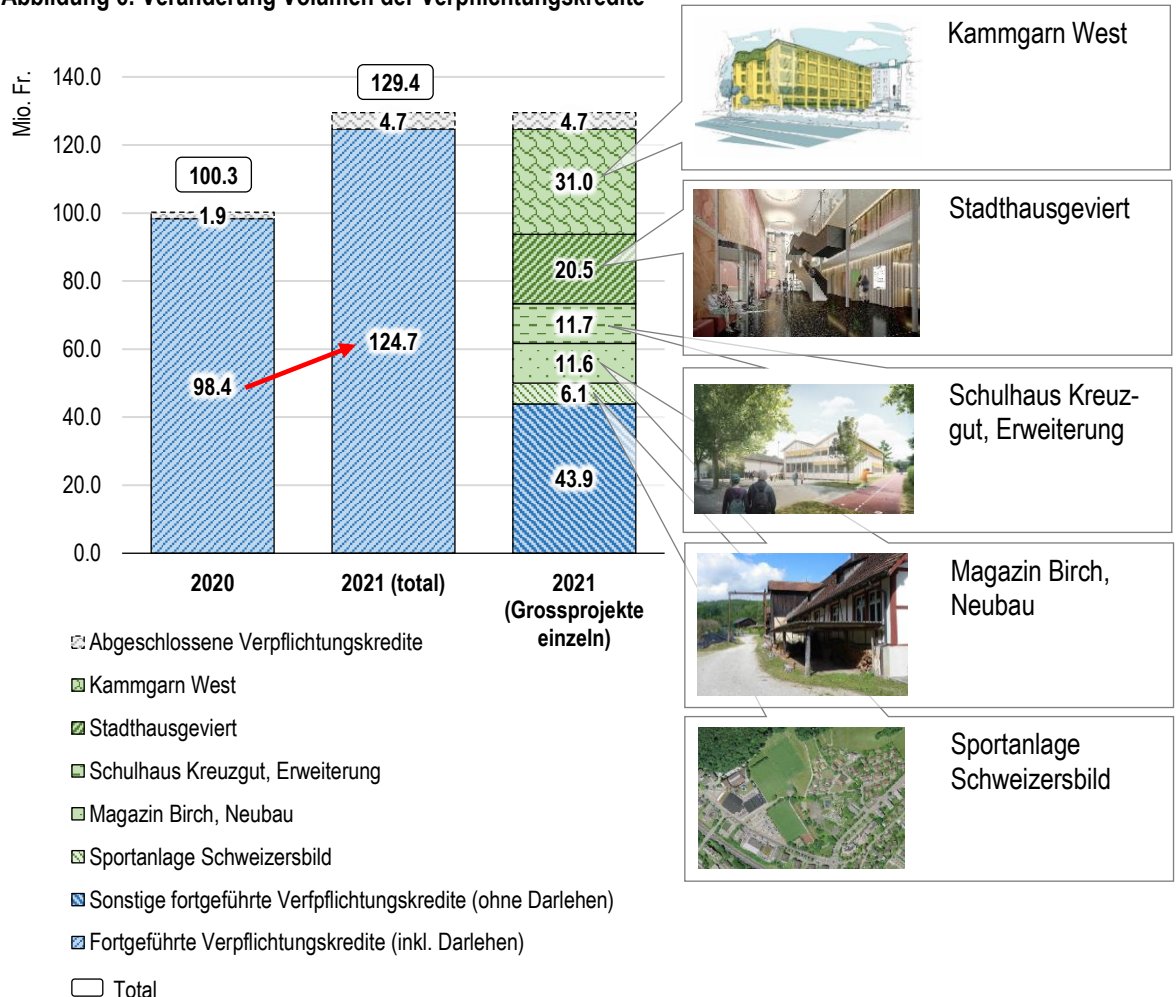 Abbildung 6: Veränderung Volumen der Verpflichtungskredite
Mio. Fr.
140.0
120.0
100.0
80.0
60.0
40.0
20.0
0.0
100.3
1.9
98.4
129.4
4.7
124.7
4.7
31.0
20.5
11.7
11.6
6.1
43.9
2020
2021 (total)
2021
(Grossprojekte
einzeln)
Abgeschlossene Verpflichtungskredite
Kammgarn West
Stadthausgeviert
Schulhaus Kreuzgut, Erweiterung
Magazin Birch, Neubau
Sportanlage Schweizersbild
Sonstige fortgeführte Verfpflichtungskredite (ohne Darlehen)
Fortgeführte Verpflichtungskredite (inkl. Darlehen)
Total
Kammgarn West
Stadthausgeviert
Schulhaus Kreuz-
gut, Erweiterung
Magazin Birch,
Neubau
Sportanlage
Schweizersbild